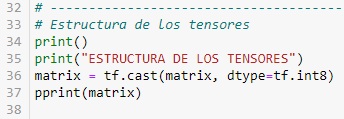 32 # ------------------------------------
33 # Estructura de los tensores
34 print()
35 print("ESTRUCTURA DE LOS TENSORES")
36 matrix = tf.cast(matrix, dtype=tf.int8)
37 pprint(matrix)
38